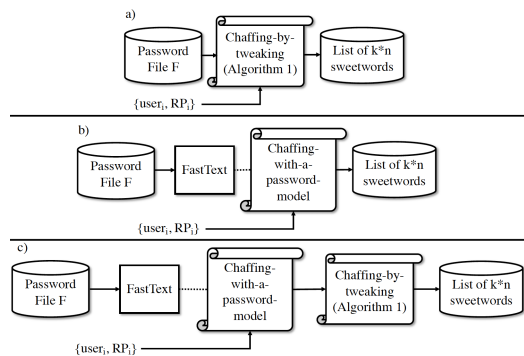 a)
Password
File F
Chaffing-by-
tweaking
(Algorithm 1)
List of k*n
sweetwords
{userᵢ, RPᵢ}
b)
Password
File F
FastText
Chaffing-
with-a-
password-
model
List of k*n
sweetwords
{userᵢ, RPᵢ}
c)
Password
File F
FastText
Chaffing-
with-a-
password-
model
Chaffing-by-
tweaking
(Algorithm 1)
List of k*n
sweetwords
{userᵢ, RPᵢ}